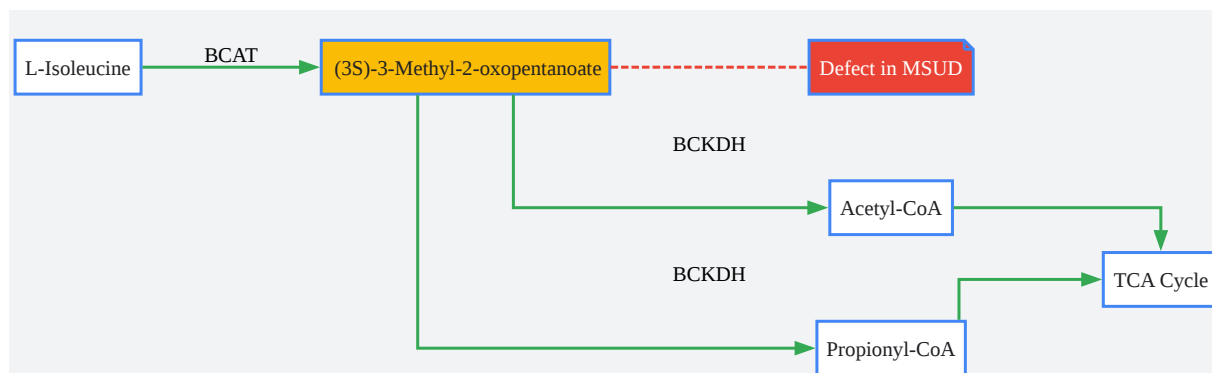 L-Isoleucine
BCAT
(3S)-3-Methyl-2-oxopentanoate
Defect in MSUD
BCKDH
Acetyl-CoA
BCKDH
TCA Cycle
Propionyl-CoA